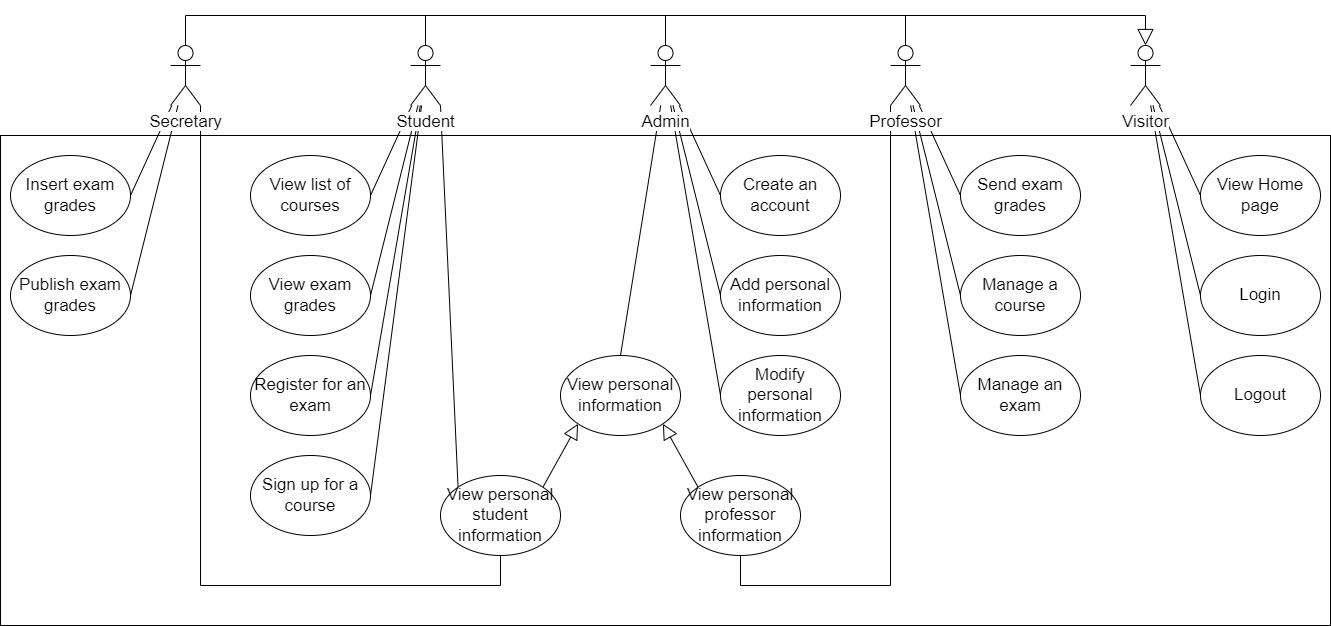 Secretary
Student
Admin
Professor
Visitor
Insert exam
grades
View list of
courses
Create an
account
Send exam
grades
View Home
page
Publish exam
grades
View exam
grades
Add personal
information
Manage a
course
Login
Register for an
exam
View personal
information
Modify
personal
information
Manage an
exam
Logout
Sign up for a
course
View personal
student
information
View personal
professor
information